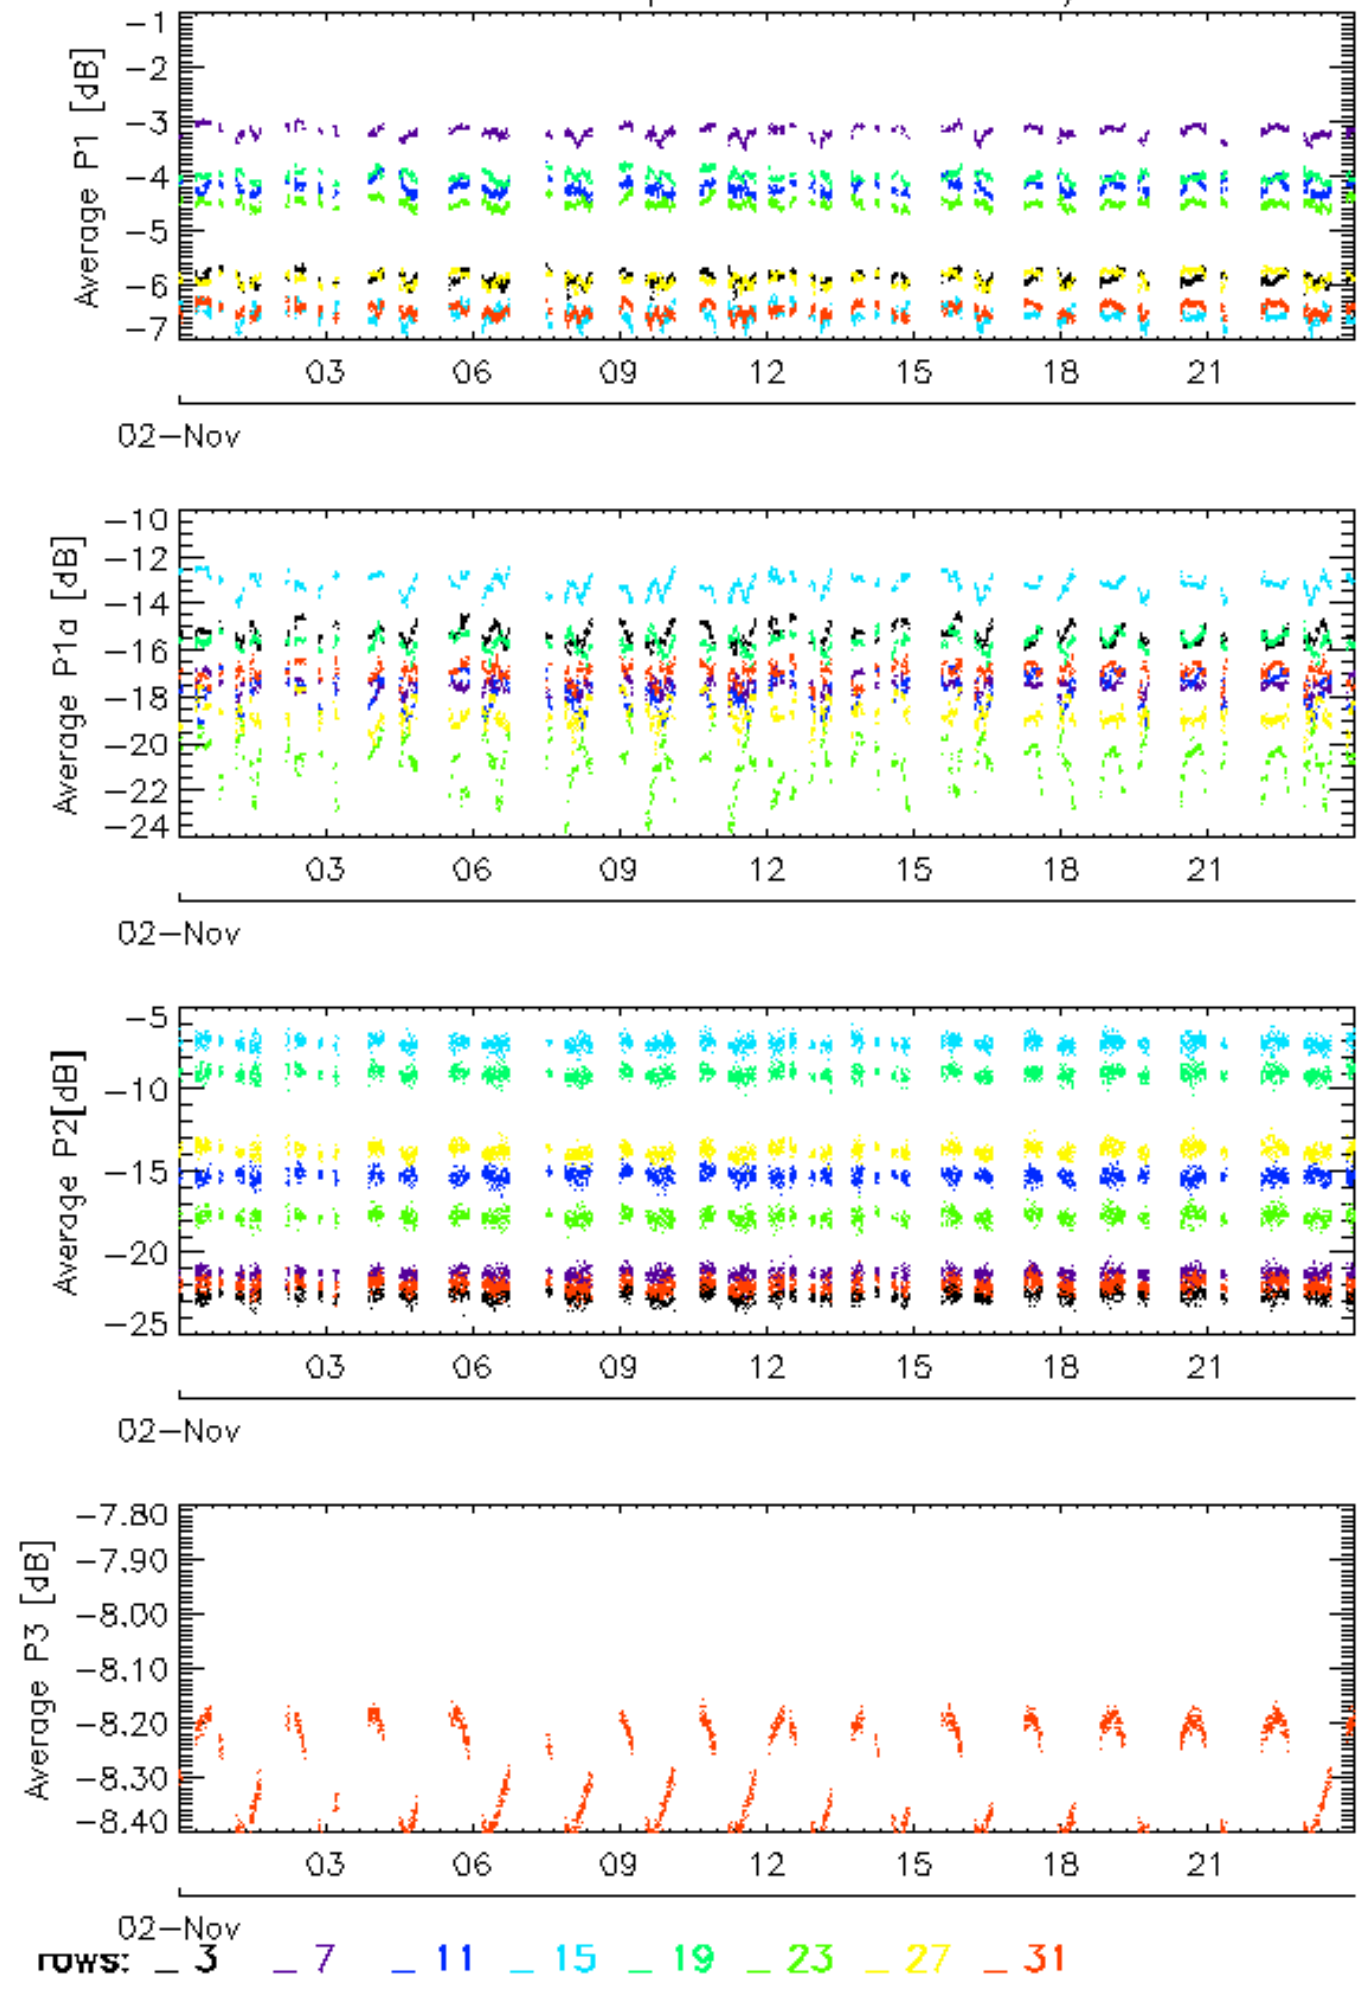 Average P1 [dB]
-1
-2
-3
-4
-5
-6
-7
03 06 09 12 15 18 21
02-Nov
Average P1a [dB]
-10
-12
-14
-16
-18
-20
-22
-24
03 06 09 12 15 18 21
02-Nov
Average P2[dB]
-5
-10
-15
-20
-25
03 06 09 12 15 18 21
02-Nov
Average P3 [dB]
-7.80
-7.90
-8.00
-8.10
-8.20
-8.30
-8.40
03 06 09 12 15 18 21
02-Nov
rows: _ 3 _ 7 _ 11 _ 15 _ 19 _ 23 _ 27 _ 31